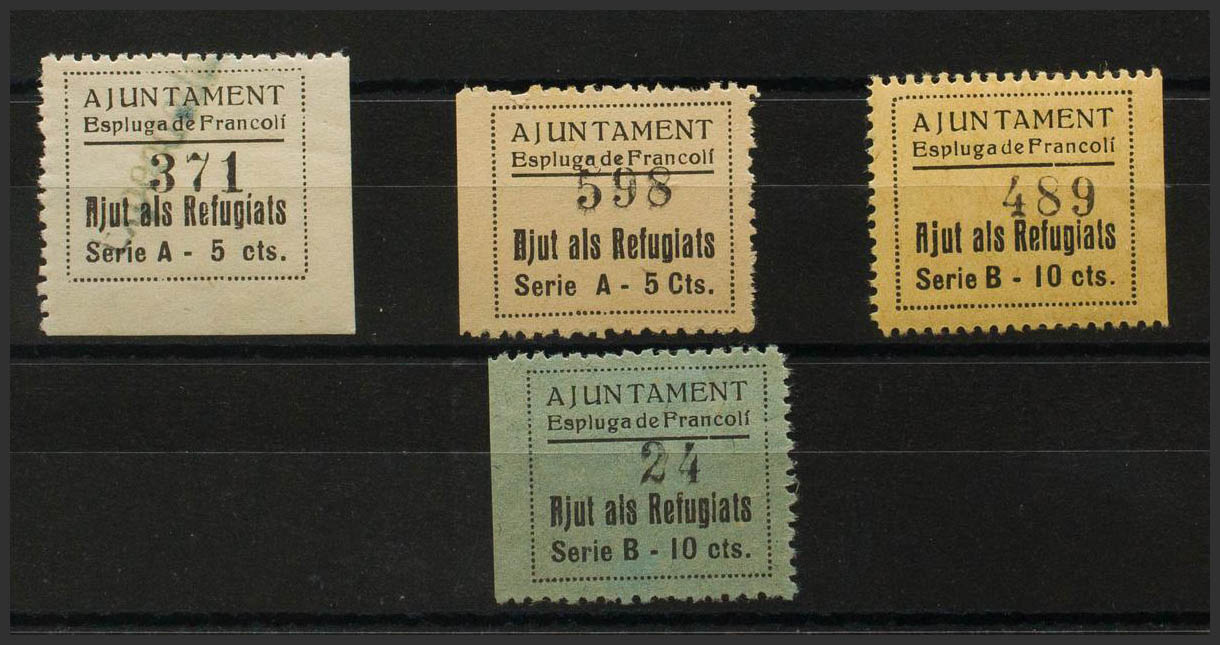 AJUNTAMENT
Espluga de Francolí
371
Ajut als Refugiats
Serie A - 5 cts.
AJUNTAMENT
Espluga de Francolí
598
Ajut als Refugiats
Serie A - 5 Cts.
AJUNTAMENT
Espluga de Francolí
489
Ajut als Refugiats
Serie B - 10 cts.
AJUNTAMENT
Espluga de Francolí
24
Ajut als Refugiats
Serie B - 10 cts.